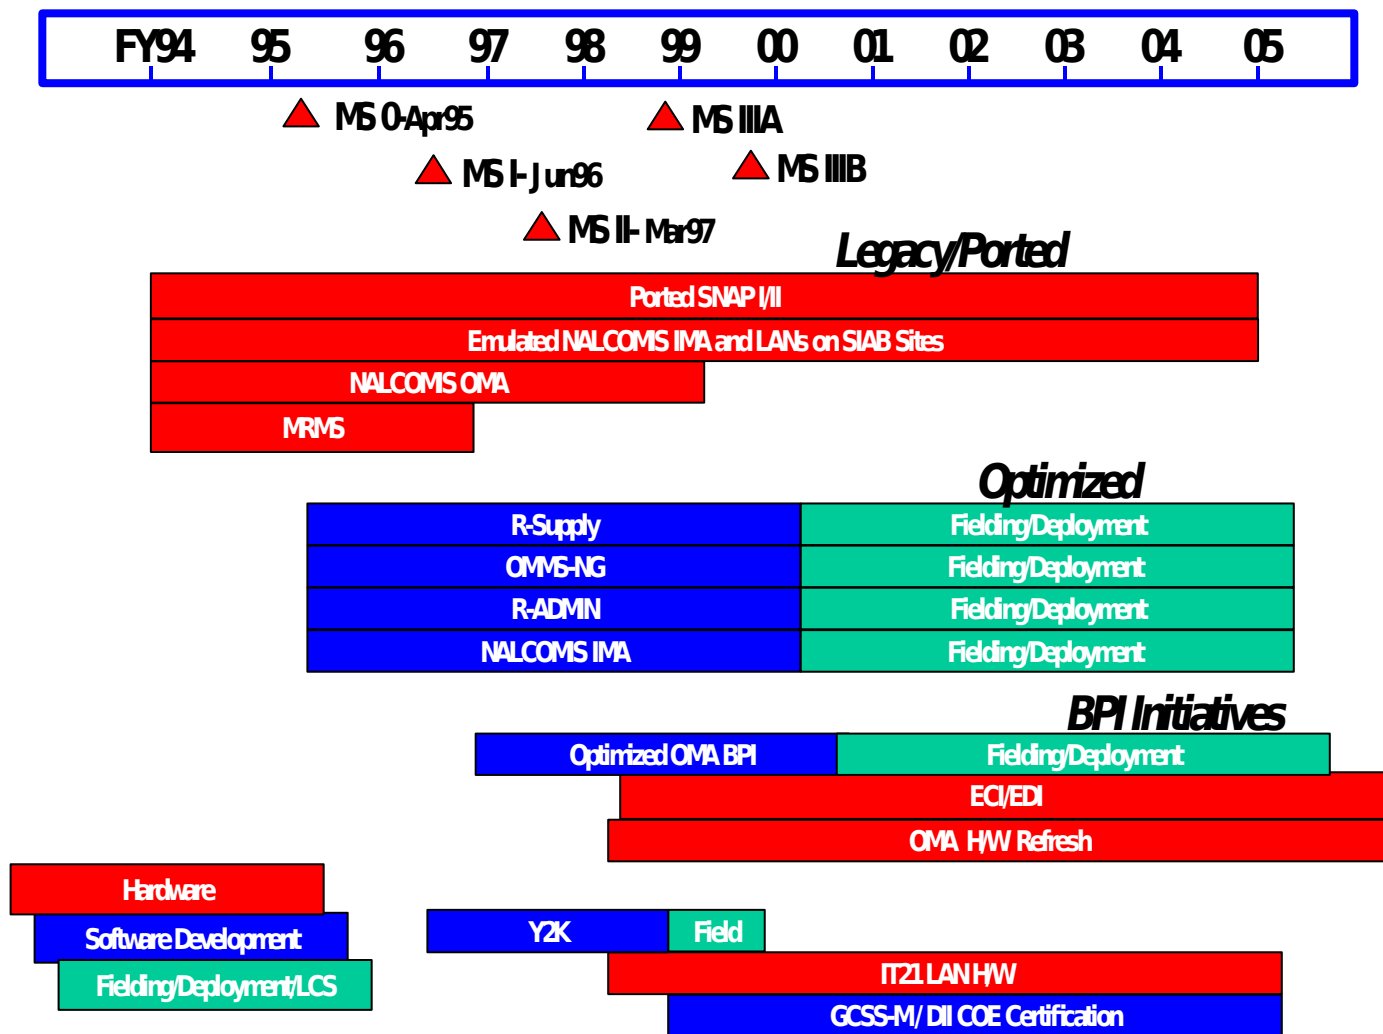 FY94 95 96 97 98 99 00 01 02 03 04 05
MS 0-Apr95
MS IIIA
MS I- Jun96
MS IIIB
MS II- Mar97
Legacy/Ported
Ported SNAP I/II
Emulated NALCOMIS IMA and LANs on SIAB Sites
NALCOMIS OMA
MRMS
Optimized
R-Supply Fielding/Deployment
OMMS-NG Fielding/Deployment
R-ADMIN Fielding/Deployment
NALCOMIS IMA Fielding/Deployment
BPI Initiatives
Optimized OMA BPI Fielding/Deployment
ECI/EDI
OMA H/W Refresh
Hardware
Software Development
Fielding/Deployment/LCS
Y2K Field
IT21 LAN H/W
GCSS-M / DII COE Certification